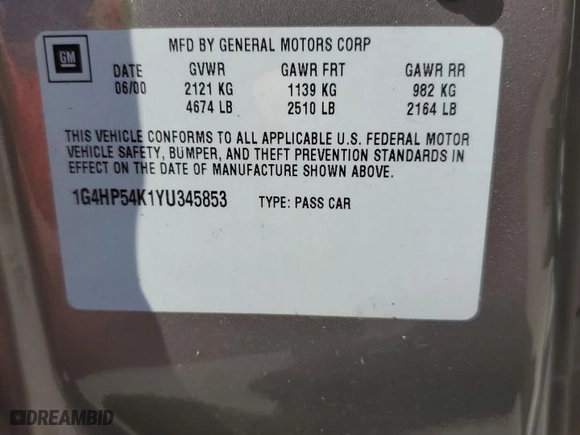 GM
MFD BY GENERAL MOTORS CORP
DATE GVWR GAWR FRT GAWR RR
06/00 2121 KG 1139 KG 982 KG
4674 LB 2510 LB 2164 LB
THIS VEHICLE CONFORMS TO ALL APPLICABLE U.S. FEDERAL MOTOR
VEHICLE SAFETY, BUMPER, AND THEFT PREVENTION STANDARDS IN
EFFECT ON THE DATE OF MANUFACTURE SHOWN ABOVE.
1G4HP54K1YU345853 TYPE: PASS CAR
DREAMBID